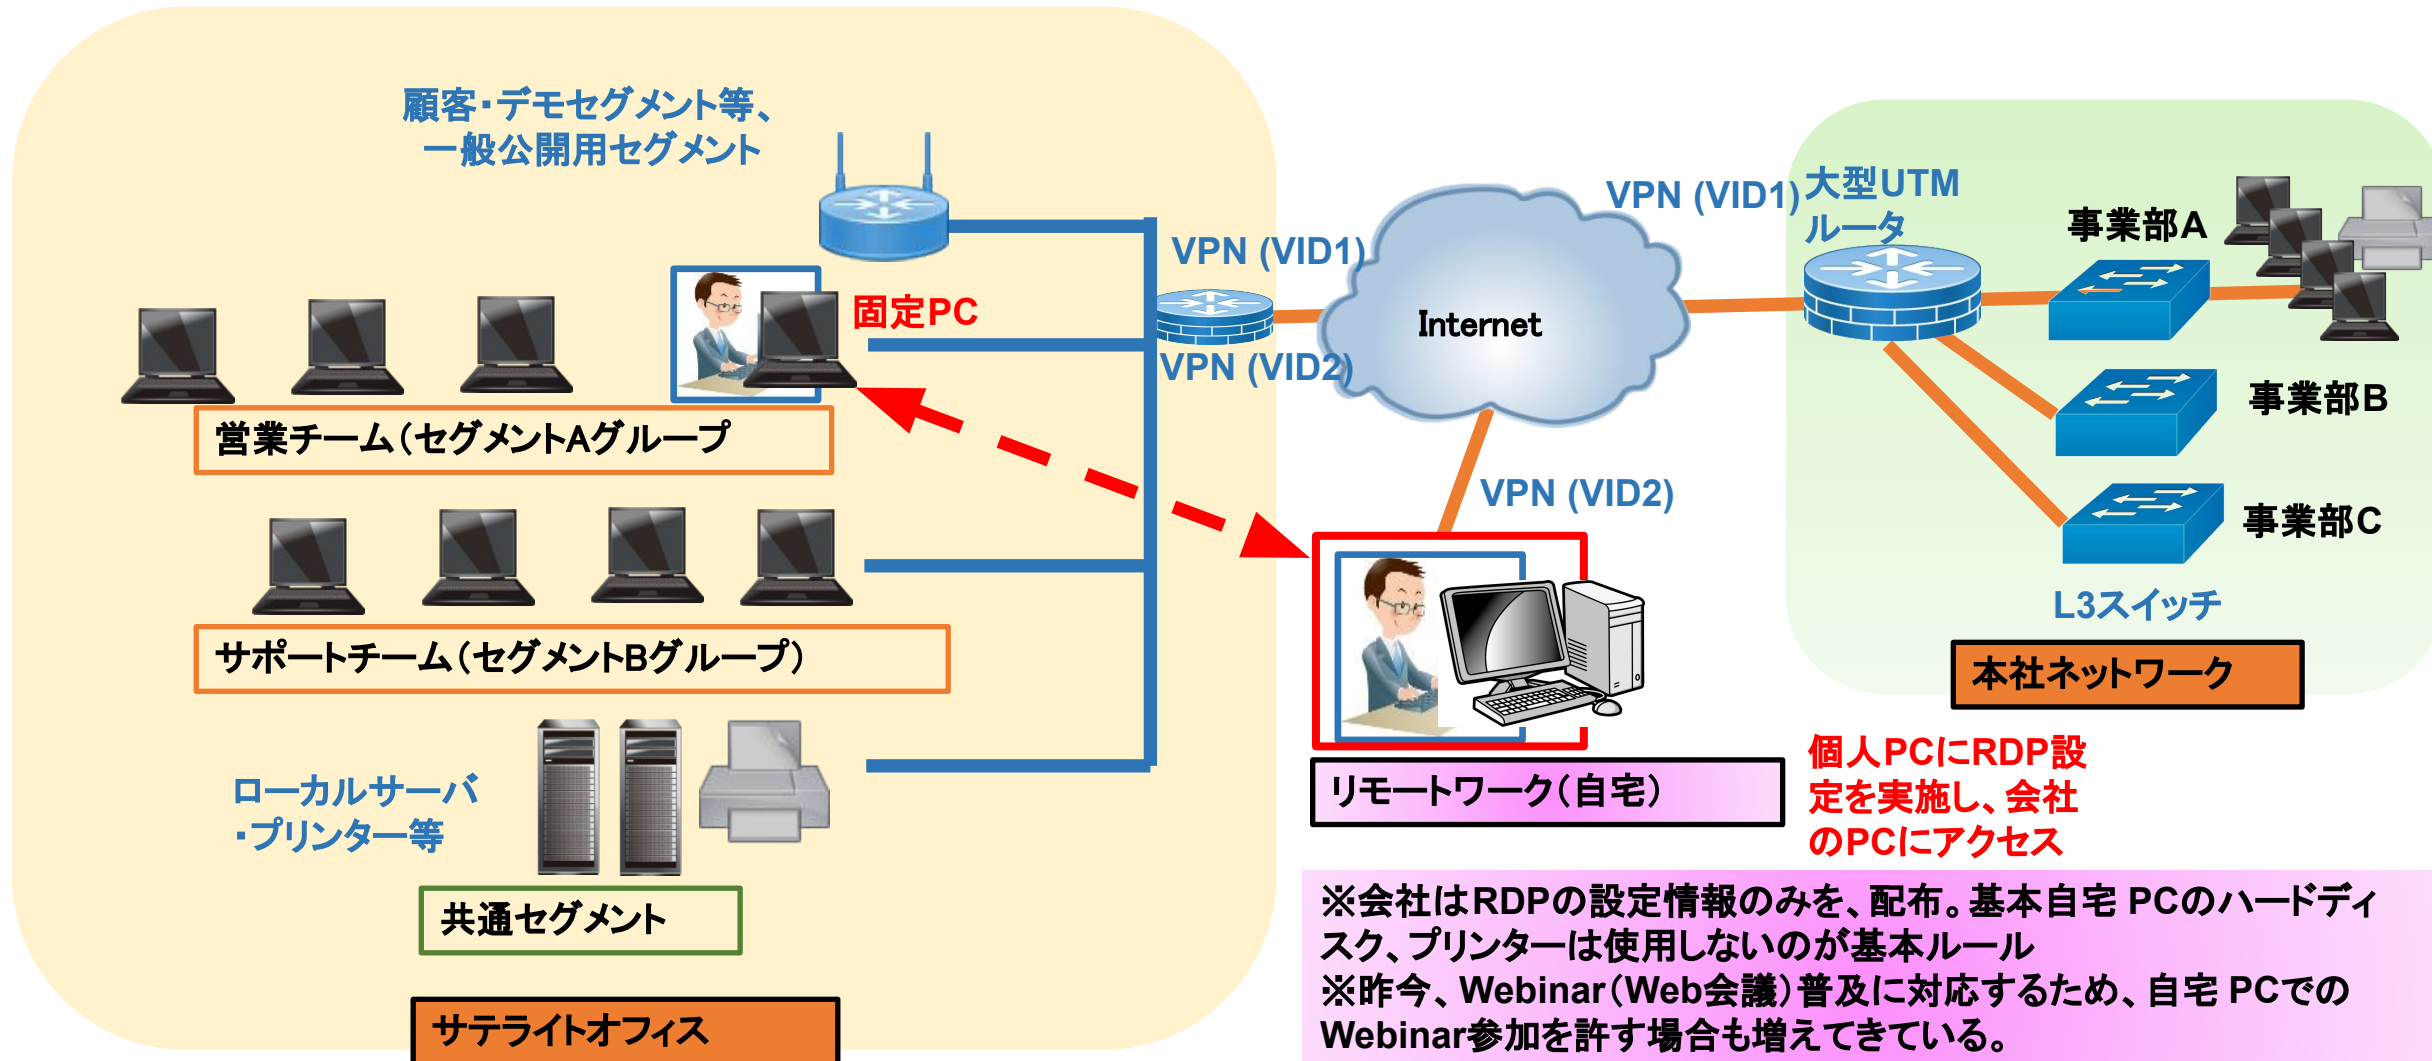 顧客・デモセグメント等、
一般公開用セグメント
固定PC
営業チーム（セグメントAグループ
サポートチーム（セグメントBグループ）
ローカルサーバ
・プリンター等
共通セグメント
サテライトオフィス
VPN (VID1)
VPN (VID2)
Internet
VPN (VID1)
VPN (VID2)
大型UTM
ルータ
事業部A
事業部B
事業部C
L3スイッチ
本社ネットワーク
リモートワーク（自宅）
個人PCにRDP設
定を実施し、会社
のPCにアクセス
※会社はRDPの設定情報のみを、配布。基本自宅 PCのハードディ
スク、プリンターは使用しないのが基本ルール
※昨今、Webinar（Web会議）普及に対応するため、自宅 PCでの
Webinar参加を許す場合も増えてきている。